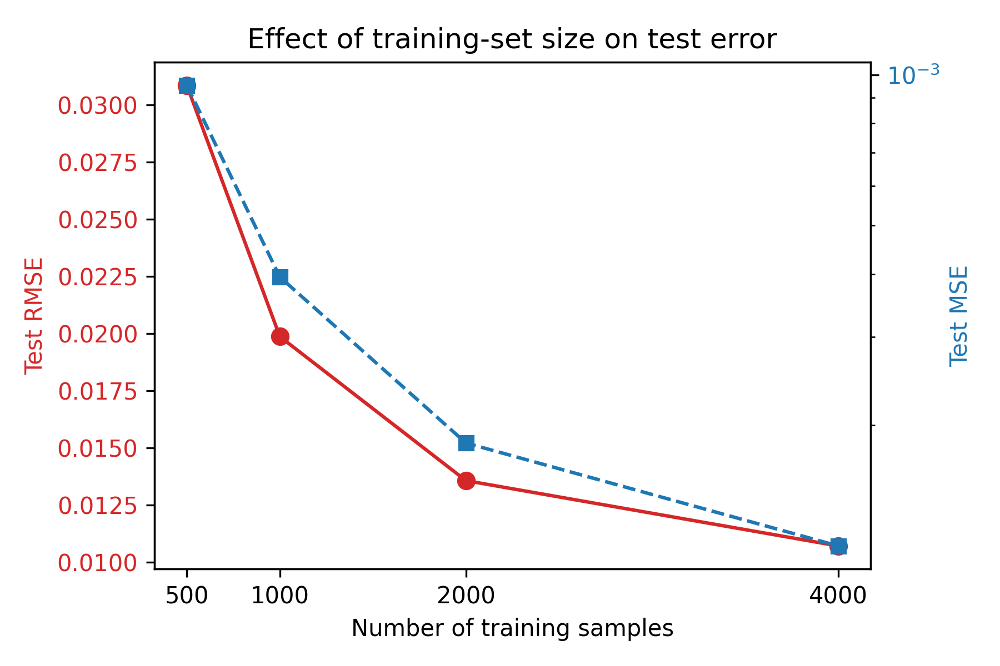 Effect of training-set size on test error
10⁻³
0.0300
0.0275
0.0250
0.0225
0.0200
0.0175
0.0150
0.0125
0.0100
Test RMSE
Test MSE
500 1000 2000 4000
Number of training samples